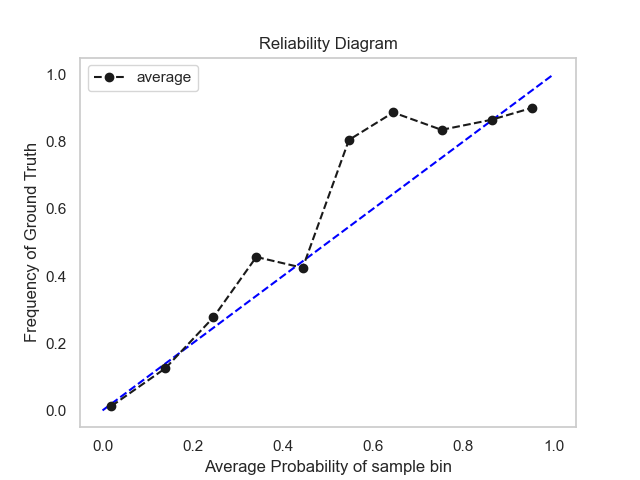 Reliability Diagram
average
1.0
0.8
0.6
0.4
0.2
0.0
Frequency of Ground Truth
0.0 0.2 0.4 0.6 0.8 1.0
Average Probability of sample bin